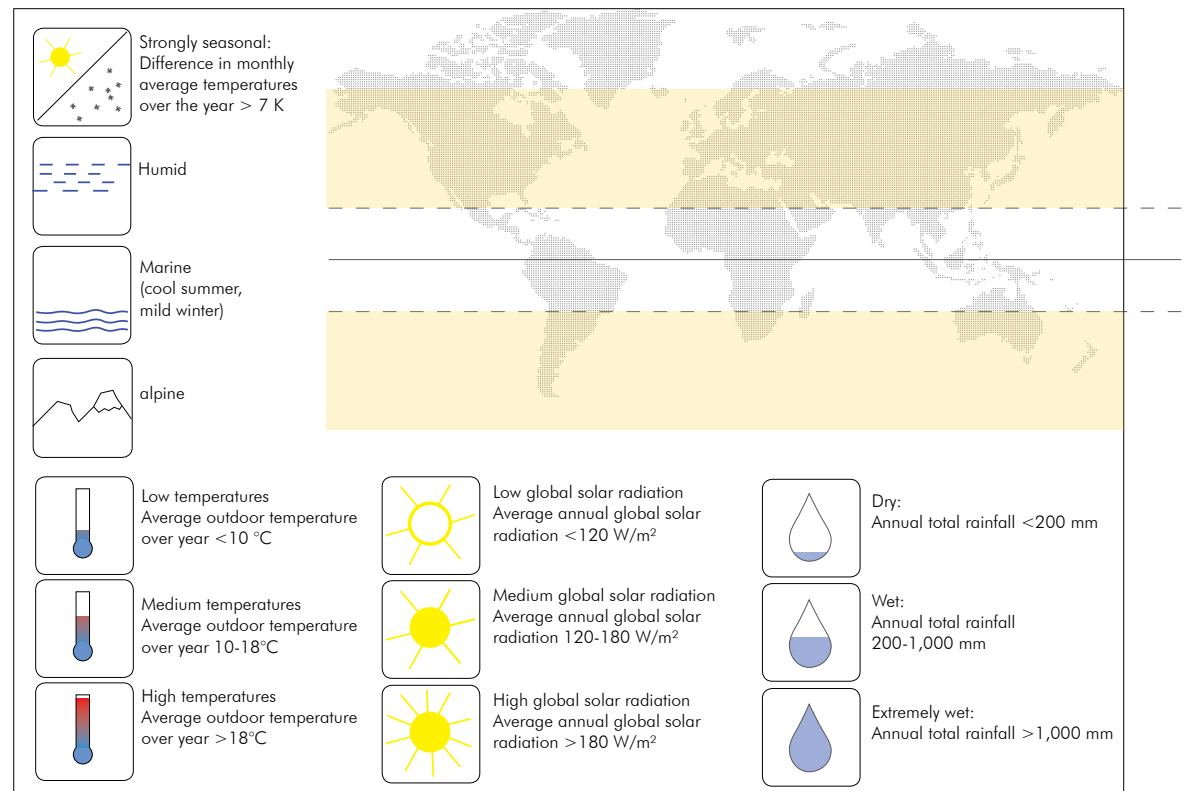 Strongly seasonal:
Difference in monthly
average temperatures
over the year > 7 K
Humid
Marine
(cool summer,
mild winter)
alpine
Low temperatures
Average outdoor temperature
over year <10 °C
Medium temperatures
Average outdoor temperature
over year 10-18°C
High temperatures
Average outdoor temperature
over year >18°C
Low global solar radiation
Average annual global solar
radiation <120 W/m²
Medium global solar radiation
Average annual global solar
radiation 120-180 W/m²
High global solar radiation
Average annual global solar
radiation >180 W/m²
Dry:
Annual total rainfall <200 mm
Wet:
Annual total rainfall
200-1,000 mm
Extremely wet:
Annual total rainfall >1,000 mm